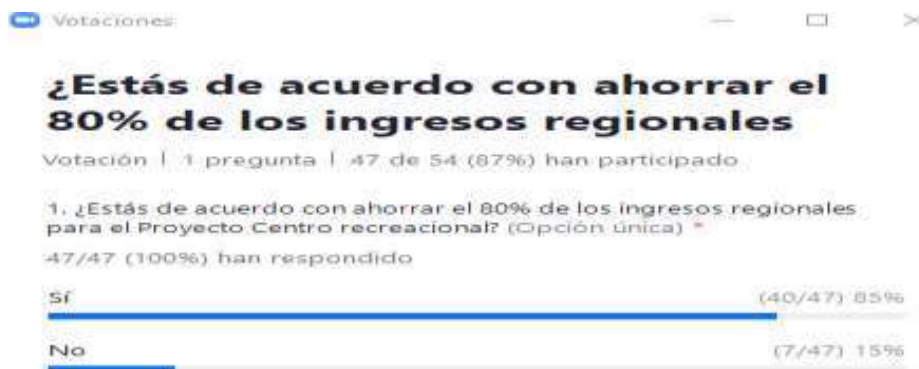 Votaciones
¿Estás de acuerdo con ahorrar el
80% de los ingresos regionales
Votación | 1 pregunta | 47 de 54 (87%) han participado
1. ¿Estás de acuerdo con ahorrar el 80% de los ingresos regionales
para el Proyecto Centro recreacional? (Opción única) *
47/47 (100%) han respondido
Sí (40/47) 85%
No (7/47) 15%